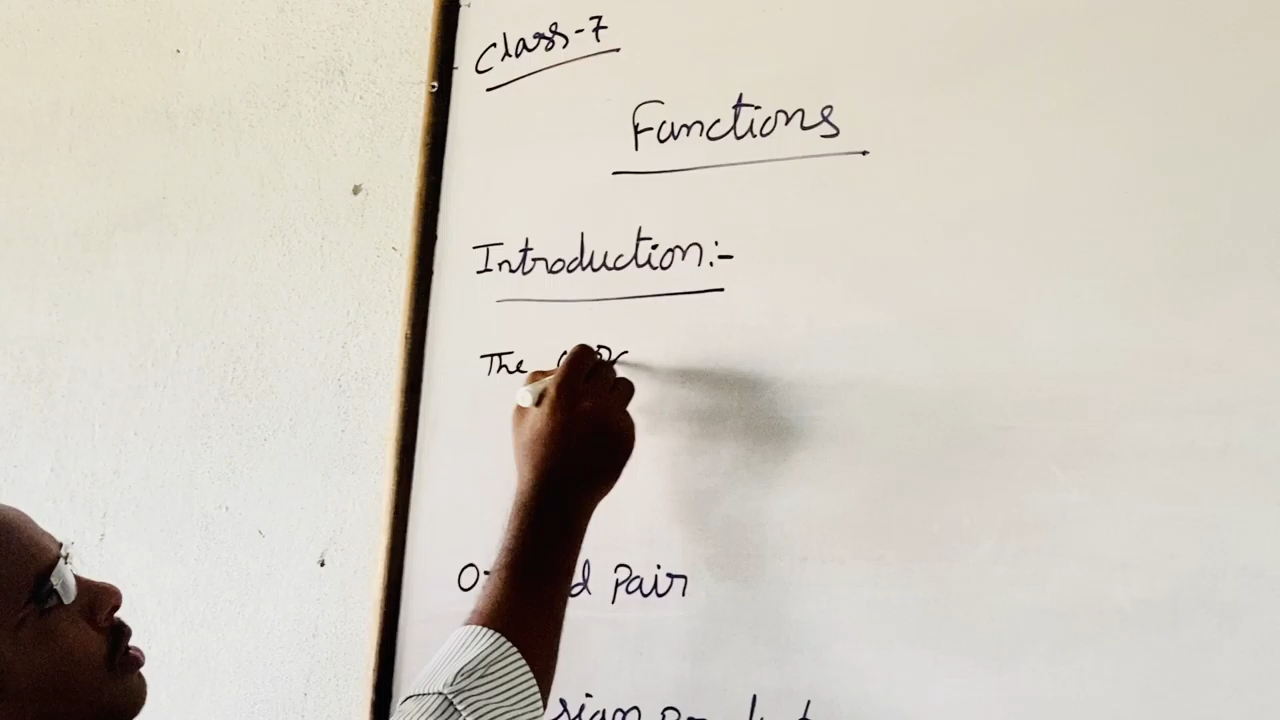 Class-7
Functions
Introduction:-
The
Pair